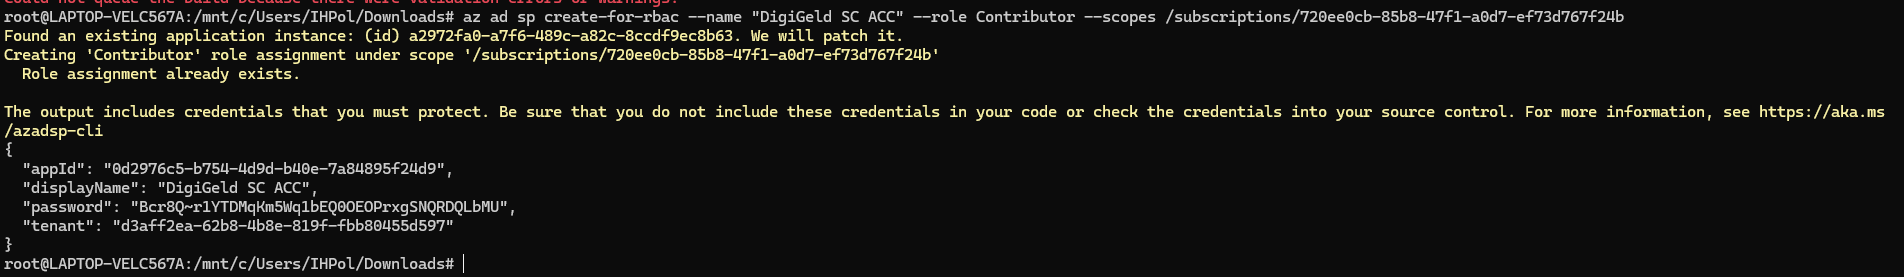 Could not queue the build because there were validation errors or warnings.
root@LAPTOP-VELC567A:/mnt/c/Users/IHPol/Downloads# az ad sp create-for-rbac --name "DigiGeld SC ACC" --role Contributor --scopes /subscriptions/720ee0cb-85b8-47f1-a0d7-ef73d767f24b
Found an existing application instance: (id) a2972fa0-a7f6-489c-a82c-8ccdf9ec8b63. We will patch it.
Creating 'Contributor' role assignment under scope '/subscriptions/720ee0cb-85b8-47f1-a0d7-ef73d767f24b'
  Role assignment already exists.

The output includes credentials that you must protect. Be sure that you do not include these credentials in your code or check the credentials into your source control. For more information, see https://aka.ms
/azadsp-cli
{
  "appId": "0d2976c5-b754-4d9d-b40e-7a84895f24d9",
  "displayName": "DigiGeld SC ACC",
  "password": "Bcr8Q~r1YTDMqKm5Wq1bEQ0OEOPrxgSNQRDQLbMU",
  "tenant": "d3aff2ea-62b8-4b8e-819f-fbb80455d597"
}
root@LAPTOP-VELC567A:/mnt/c/Users/IHPol/Downloads#